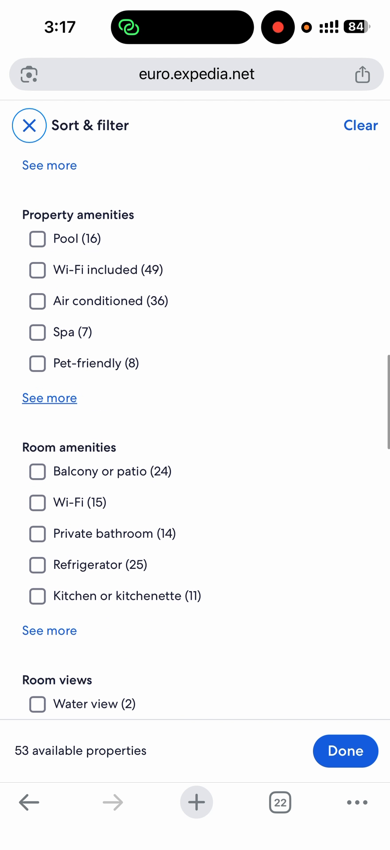 3:17
84
euro.expedia.net
Sort & filter
Clear
See more
Property amenities
Pool (16)
Wi-Fi included (49)
Air conditioned (36)
Spa (7)
Pet-friendly (8)
See more
Room amenities
Balcony or patio (24)
Wi-Fi (15)
Private bathroom (14)
Refrigerator (25)
Kitchen or kitchenette (11)
See more
Room views
Water view (2)
53 available properties
Done
22